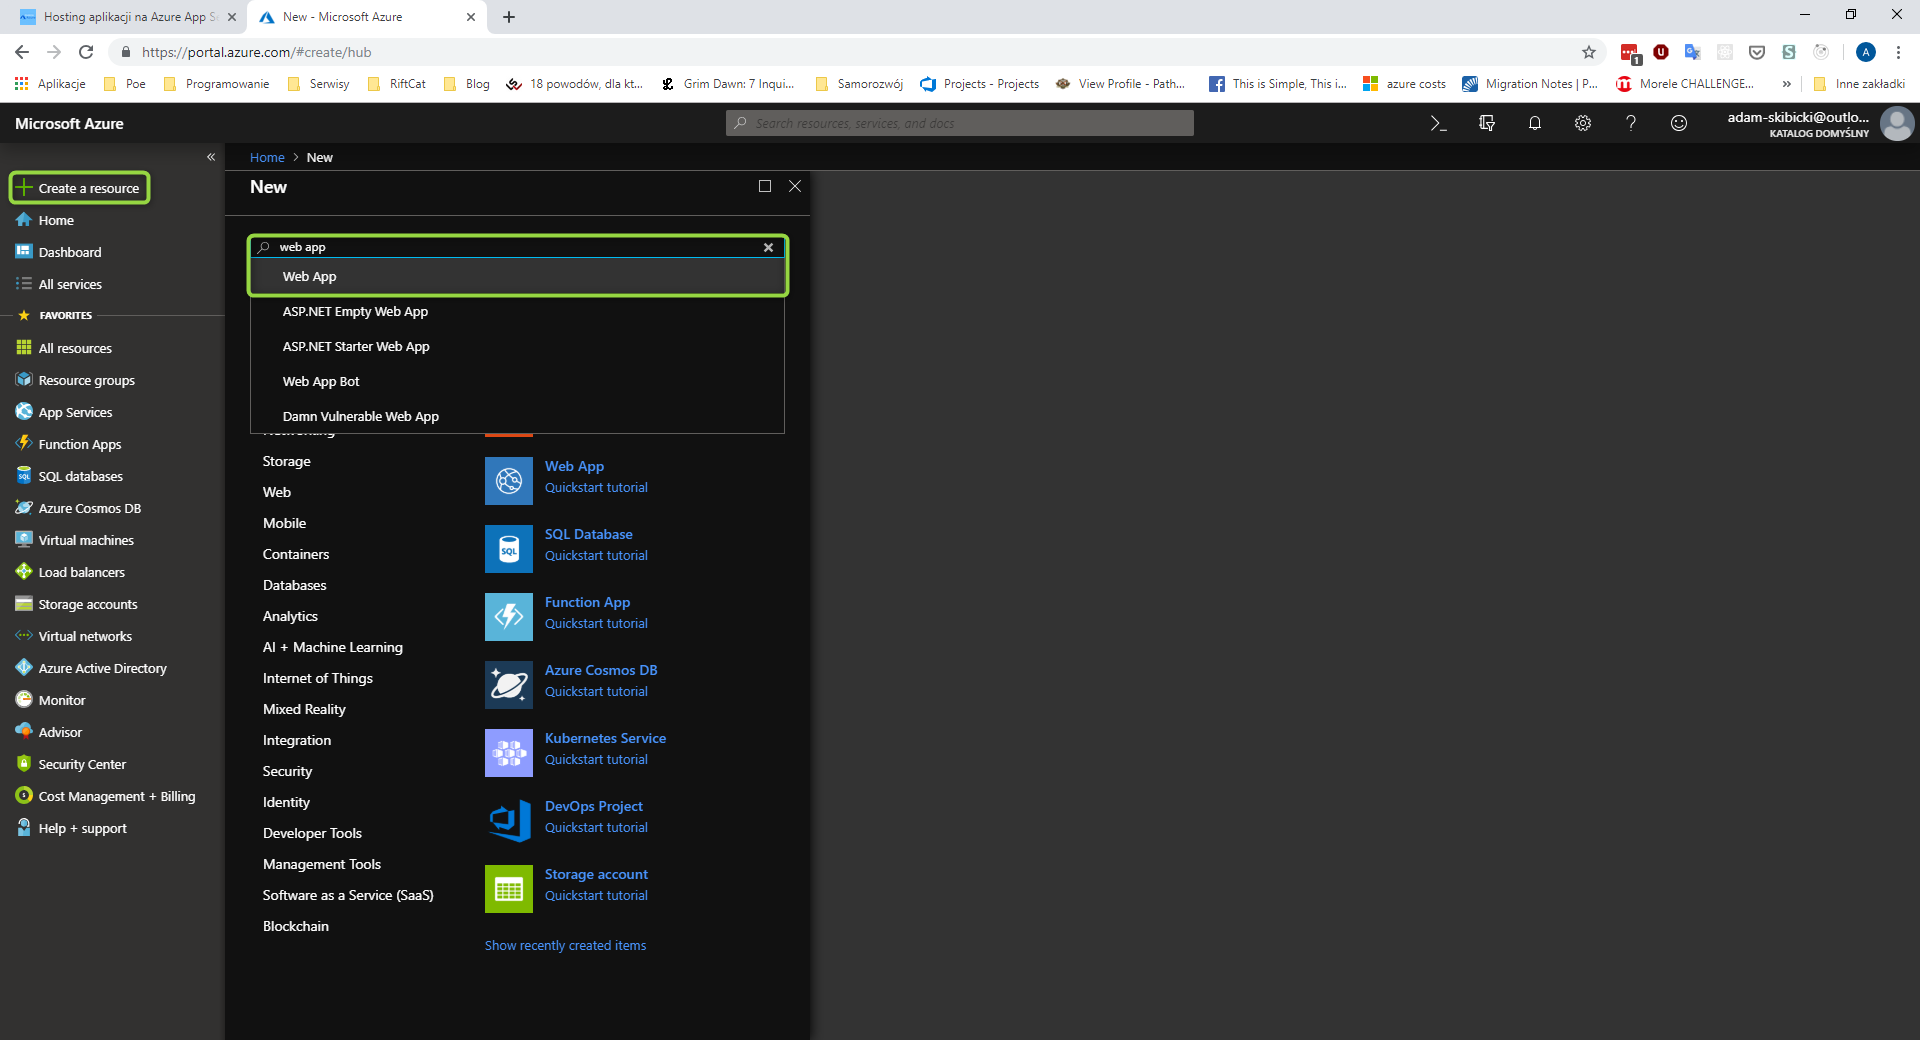 Hosting aplikacji na Azure App S
New - Microsoft Azure
https://portal.azure.com/#create/hub
1
A
Aplikacje
Poe
Programowanie
Serwisy
RiftCat
Blog
18 powodów, dla kt...
Grim Dawn: 7 Inqui...
Samorozwój
Projects - Projects
View Profile - Path...
This is Simple, This i...
azure costs
Migration Notes | P...
Morele CHALLENGE...
»
Inne zakładki
Microsoft Azure
Search resources, services, and docs
adam-skibicki@outlo...
KATALOG DOMYŚLNY
Create a resource
Home
Dashboard
All services
FAVORITES
All resources
Resource groups
App Services
Function Apps
SQL databases
Azure Cosmos DB
Virtual machines
Load balancers
Storage accounts
Virtual networks
Azure Active Directory
Monitor
Advisor
Security Center
Cost Management + Billing
Help + support
Home > New
New
web app
Web App
ASP.NET Empty Web App
ASP.NET Starter Web App
Web App Bot
Damn Vulnerable Web App
Networking
Storage
Web
Mobile
Containers
Databases
Analytics
AI + Machine Learning
Internet of Things
Mixed Reality
Integration
Security
Identity
Developer Tools
Management Tools
Software as a Service (SaaS)
Blockchain
Web App
Quickstart tutorial
SQL
SQL Database
Quickstart tutorial
Function App
Quickstart tutorial
Azure Cosmos DB
Quickstart tutorial
Kubernetes Service
Quickstart tutorial
DevOps Project
Quickstart tutorial
Storage account
Quickstart tutorial
Show recently created items